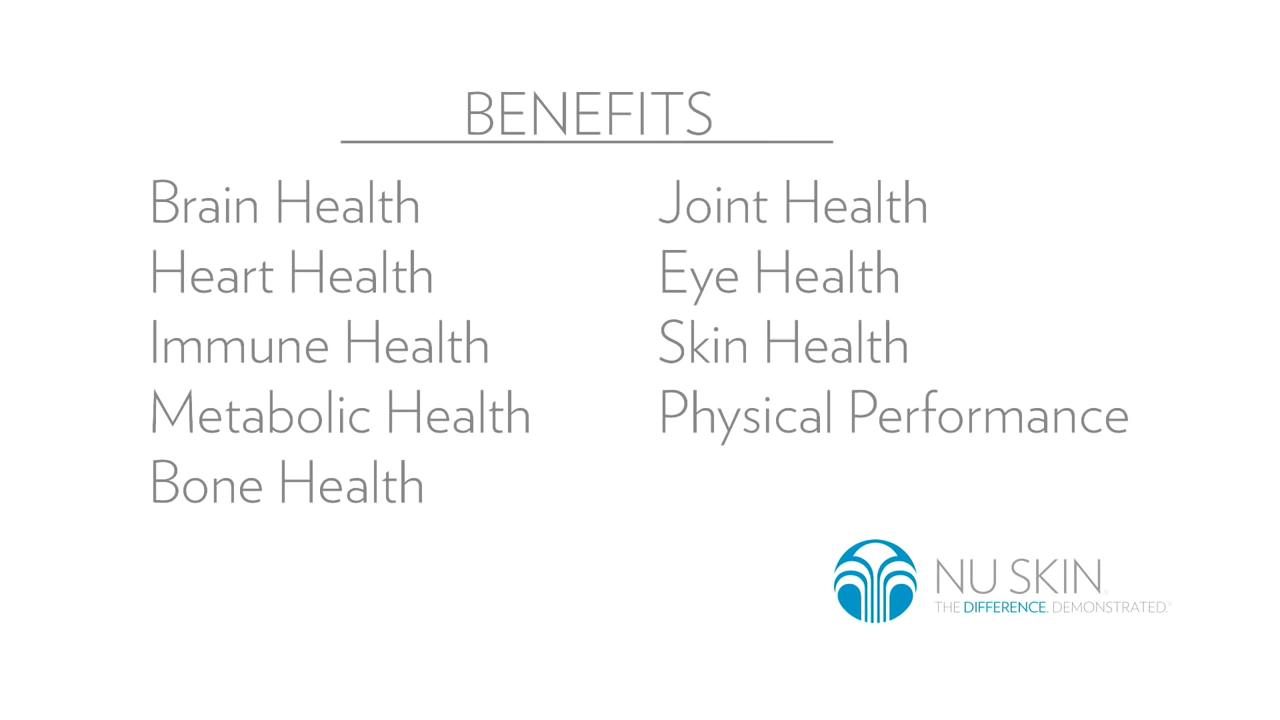 BENEFITS
Brain Health
Heart Health
Immune Health
Metabolic Health
Bone Health
Joint Health
Eye Health
Skin Health
Physical Performance
NU SKIN®
THE DIFFERENCE. DEMONSTRATED.®